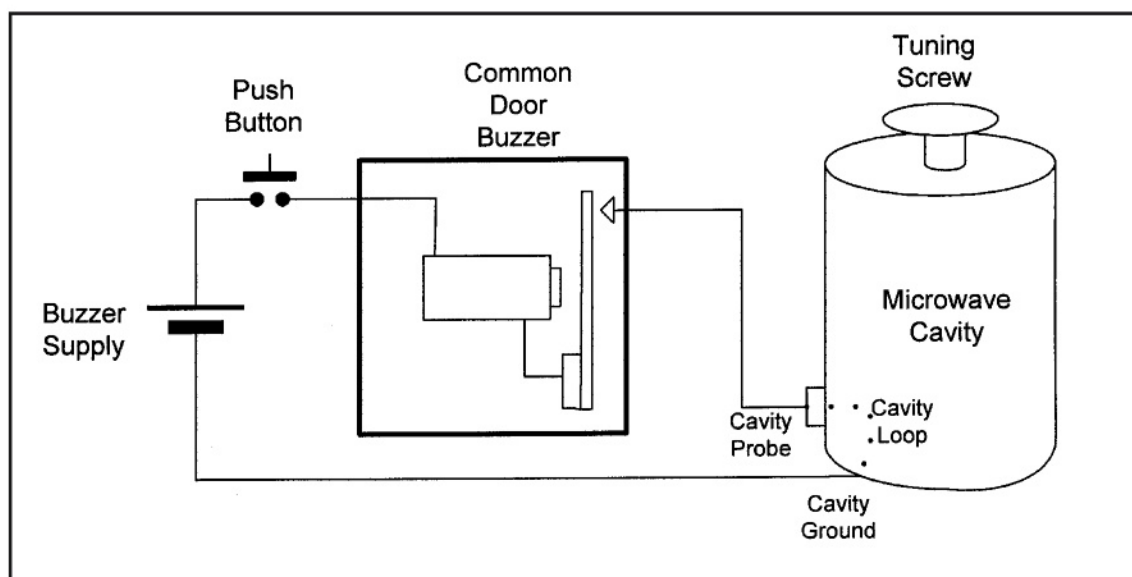 Tuning
Screw
Common
Door
Buzzer
Push
Button
Buzzer
Supply
Microwave
Cavity
Cavity
Loop
Cavity
Probe
Cavity
Ground